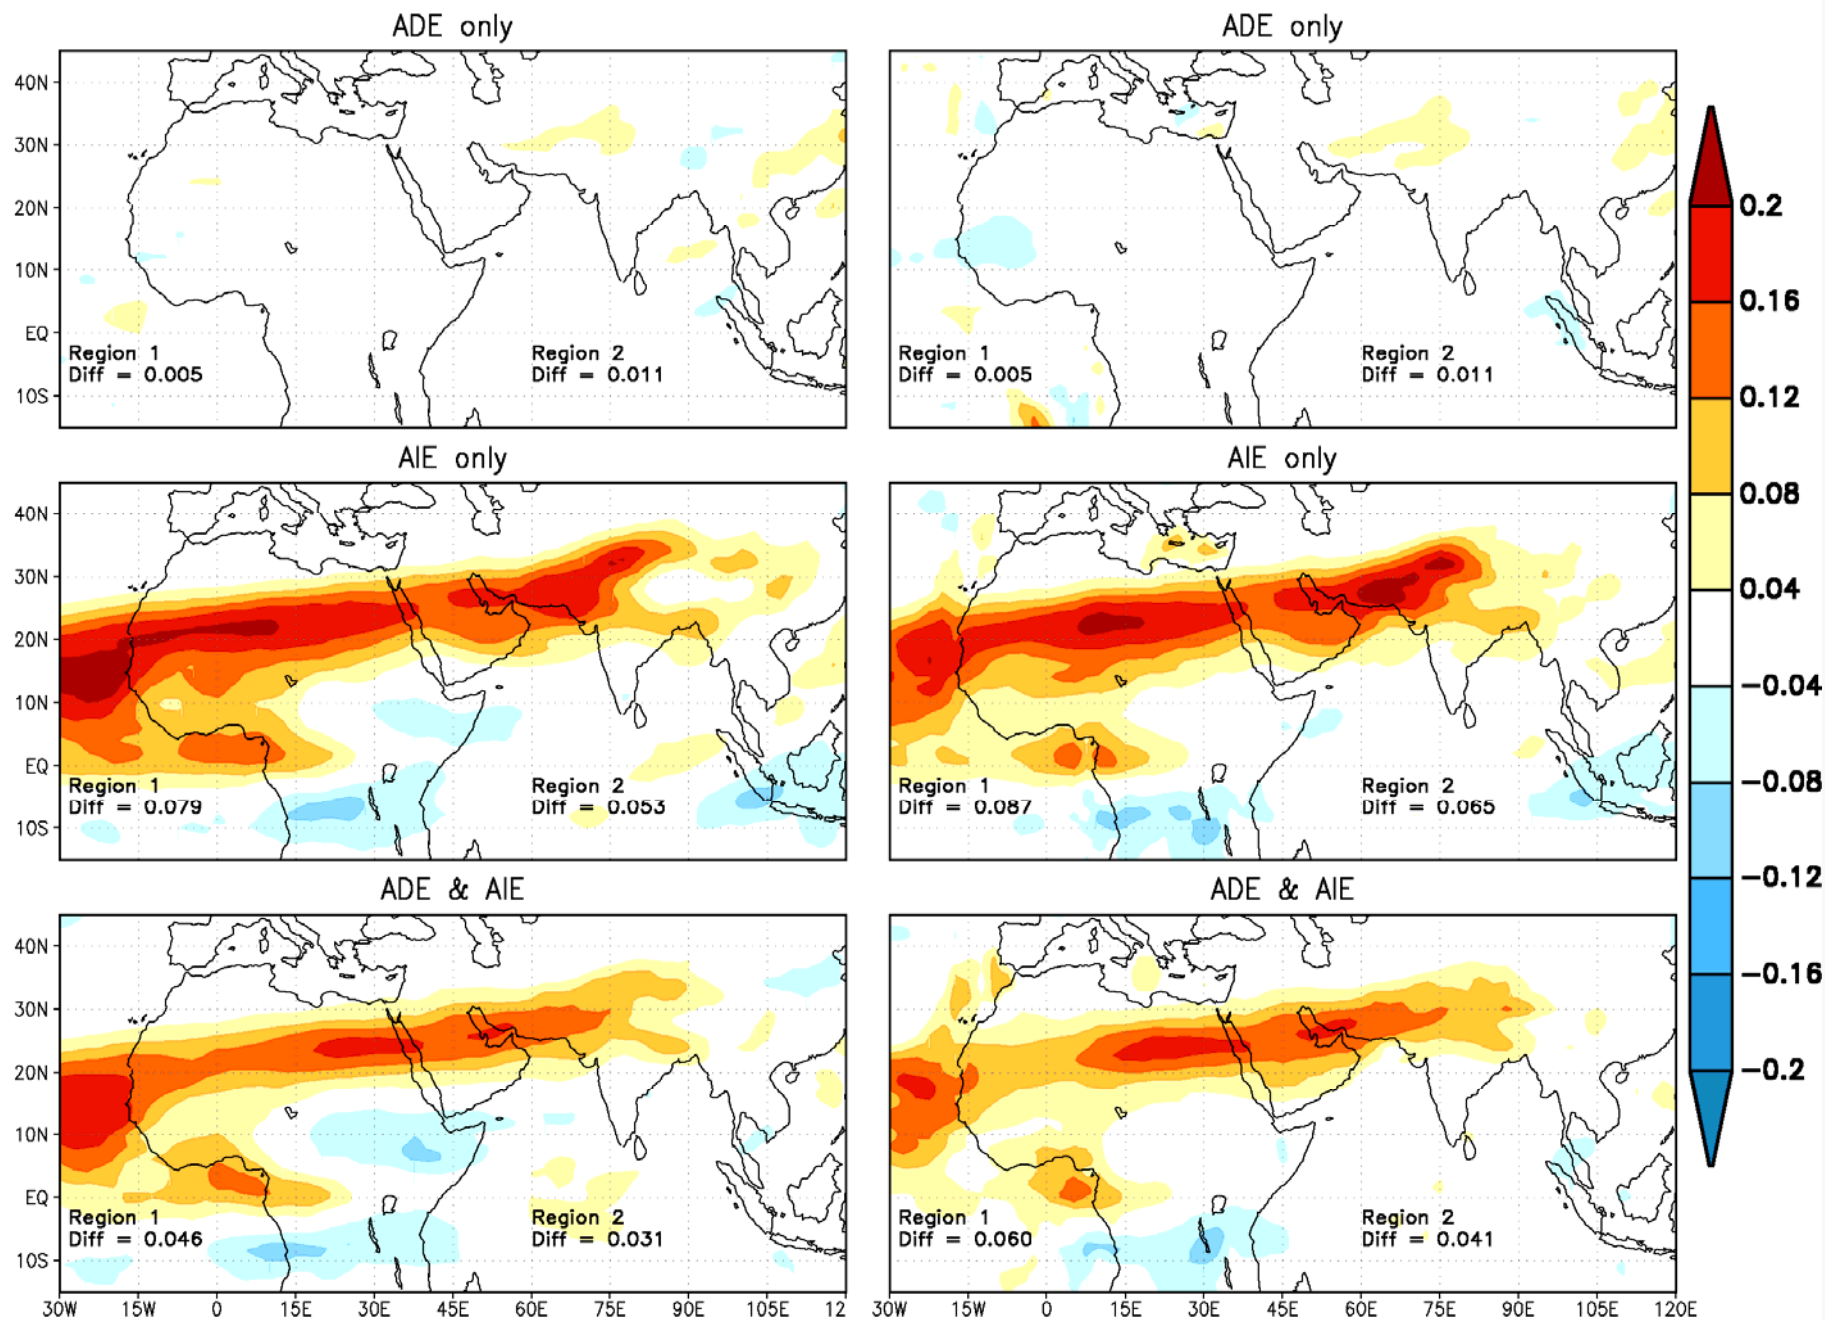 ADE only
ADE only
40N
30N
20N
10N
EQ
10S
Region 1
Diff = 0.005
Region 2
Diff = 0.011
Region 1
Diff = 0.005
Region 2
Diff = 0.011
AIE only
AIE only
40N
30N
20N
10N
EQ
10S
Region 1
Diff = 0.079
Region 2
Diff = 0.053
Region 1
Diff = 0.087
Region 2
Diff = 0.065
ADE & AIE
ADE & AIE
40N
30N
20N
10N
EQ
10S
Region 1
Diff = 0.046
Region 2
Diff = 0.031
Region 1
Diff = 0.060
Region 2
Diff = 0.041
30W 15W 0 15E 30E 45E 60E 75E 90E 105E 12
30W 15W 0 15E 30E 45E 60E 75E 90E 105E 120E
0.2
0.16
0.12
0.08
0.04
−0.04
−0.08
−0.12
−0.16
−0.2